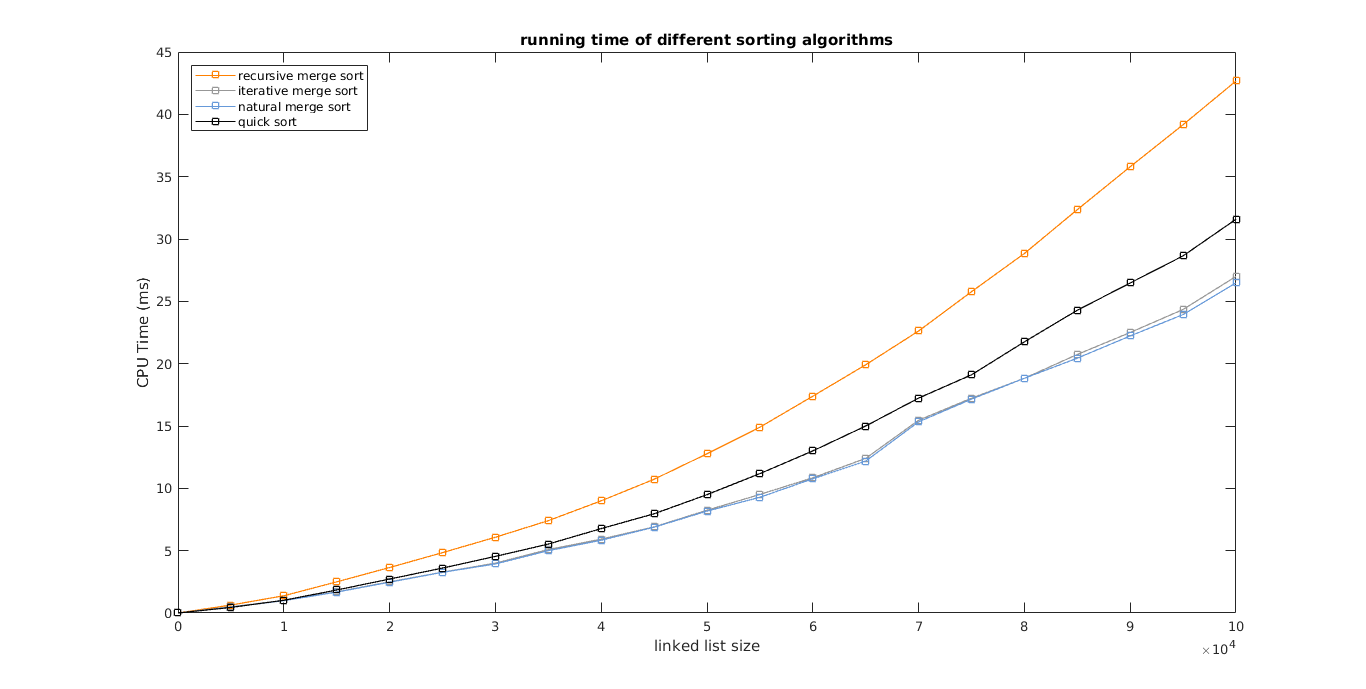 running time of different sorting algorithms
45
40
35
30
25
20
15
10
5
0
CPU Time (ms)
recursive merge sort
iterative merge sort
natural merge sort
quick sort
0 1 2 3 4 5 6 7 8 9 10
linked list size
×10⁴